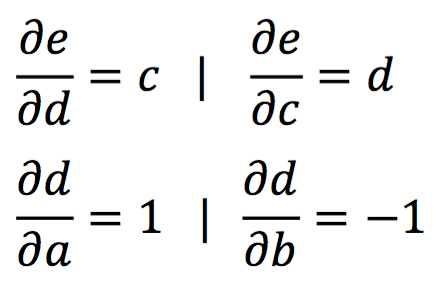 ∂e/∂d = c | ∂e/∂c = d
∂d/∂a = 1 | ∂d/∂b = −1